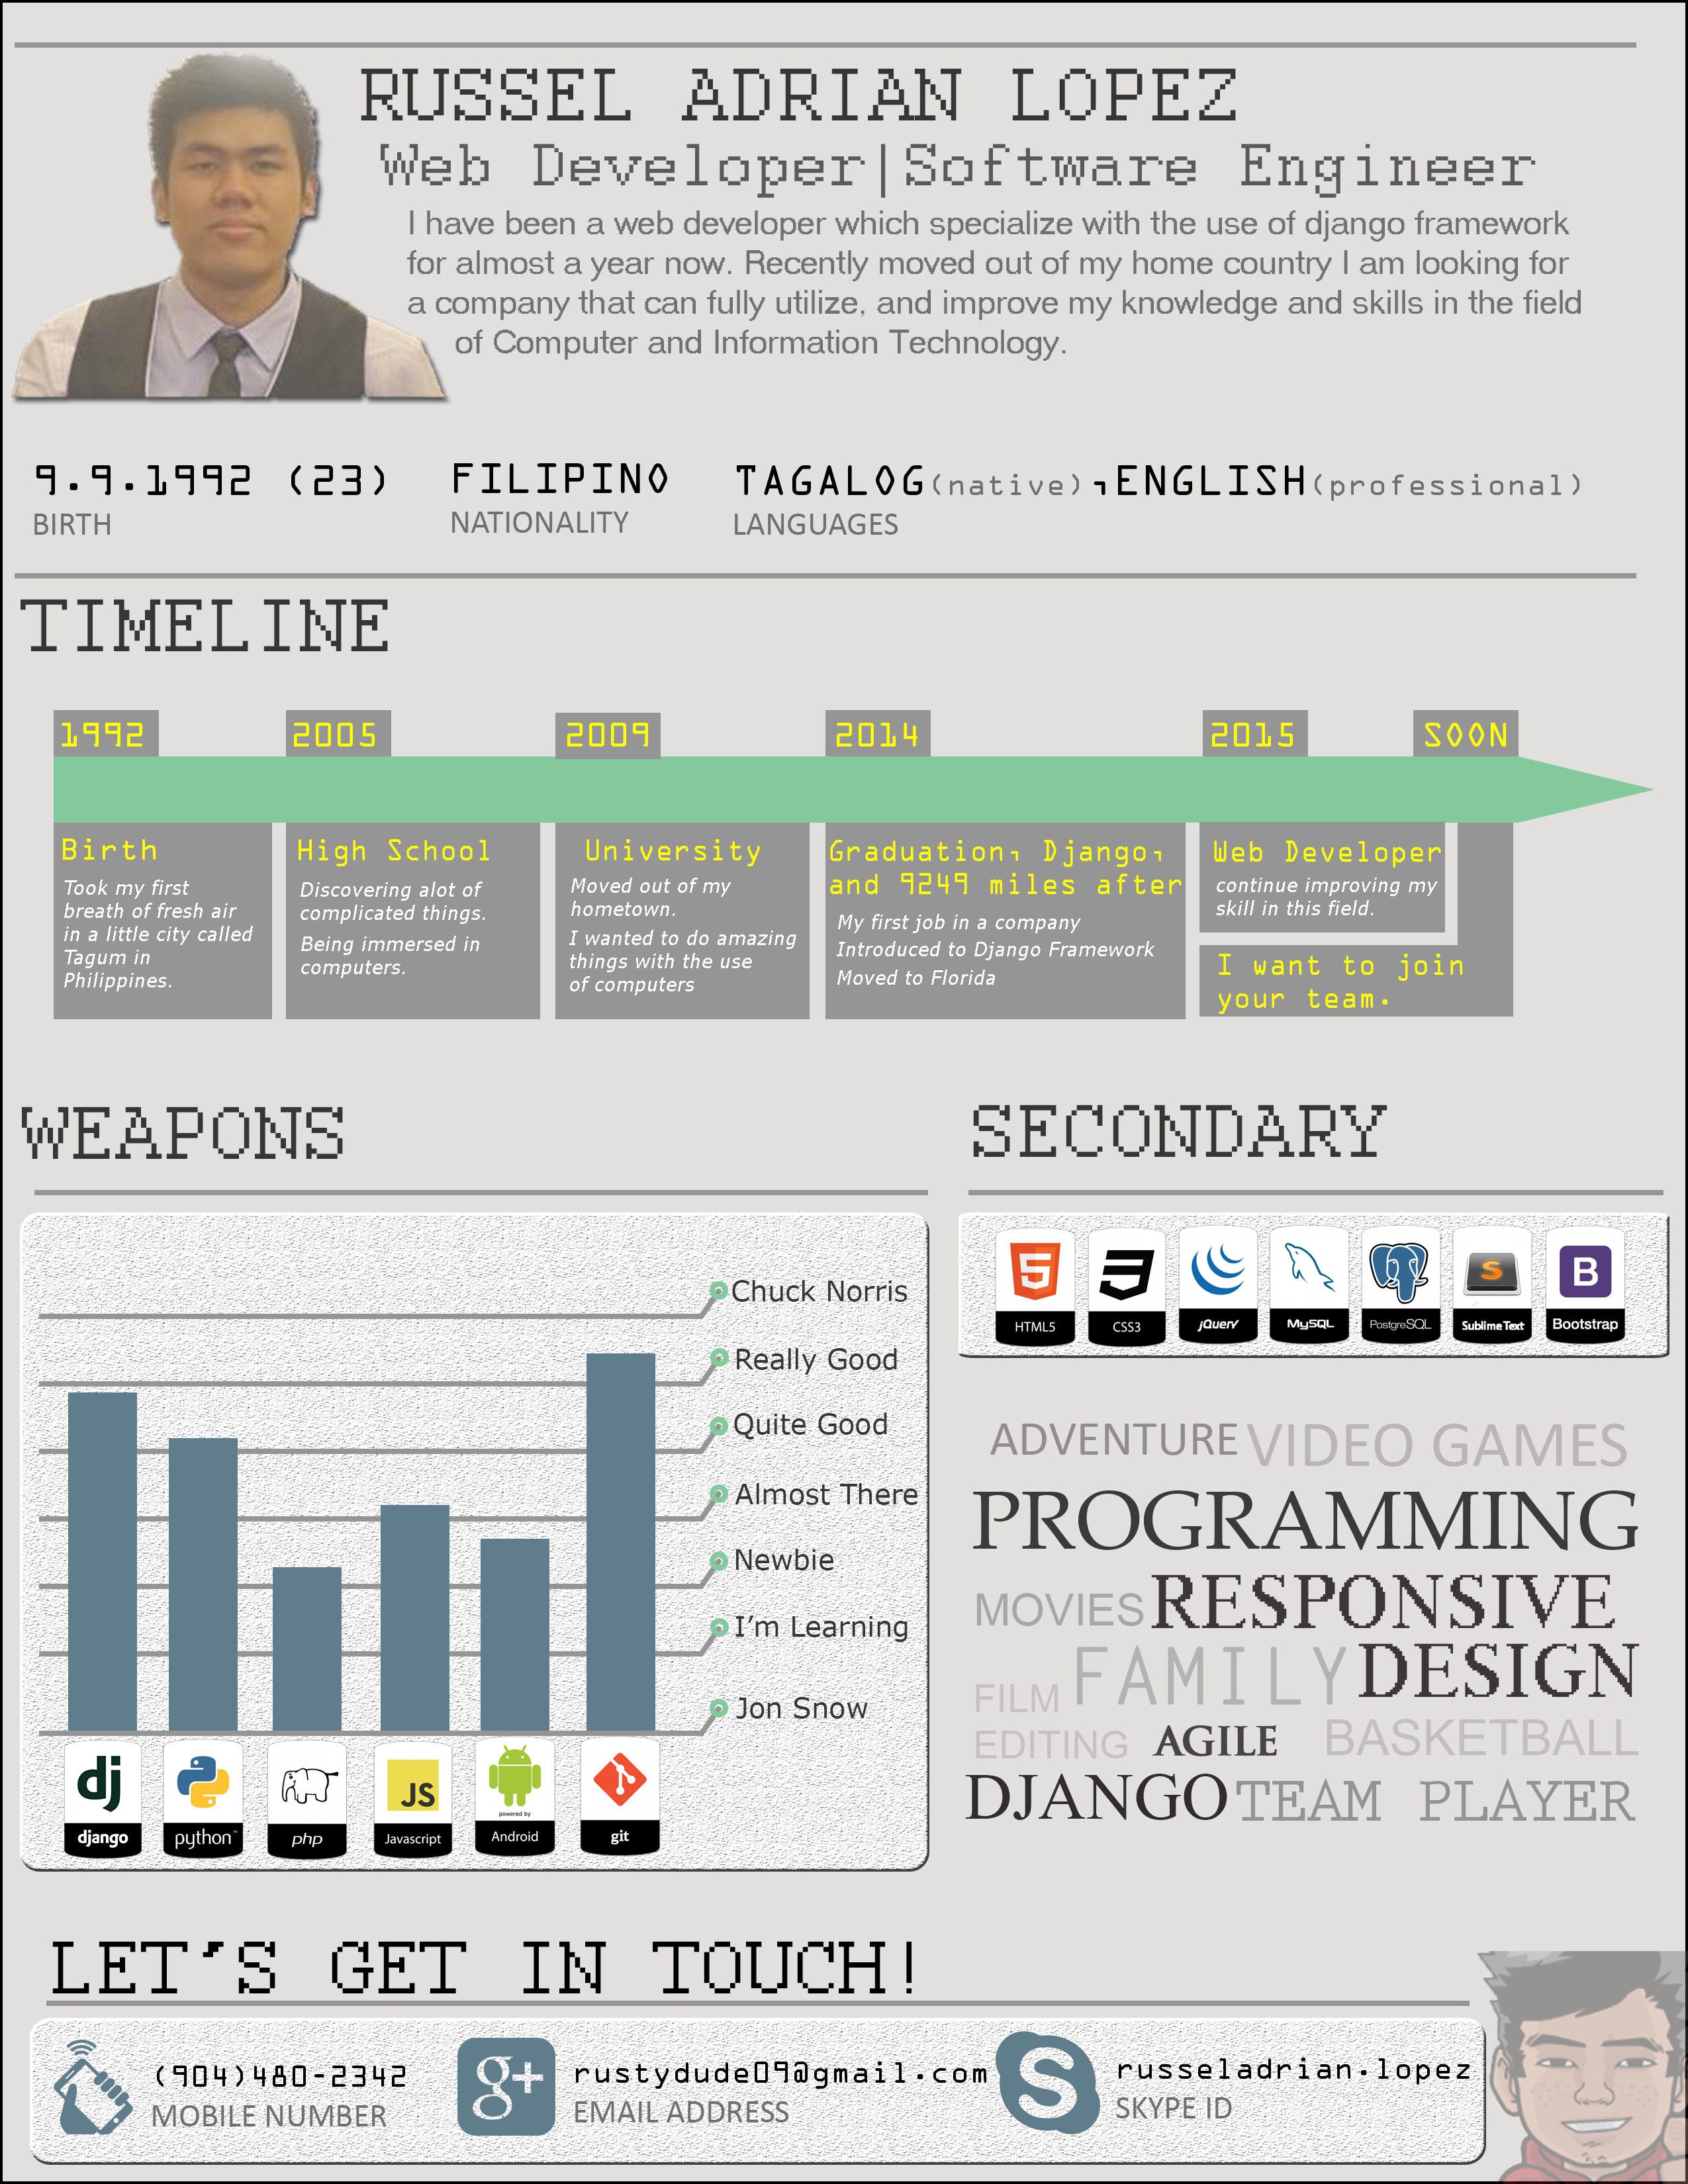 RUSSEL ADRIAN LOPEZ
Web Developer|Software Engineer
I have been a web developer which specialize with the use of django framework
for almost a year now. Recently moved out of my home country I am looking for
a company that can fully utilize, and improve my knowledge and skills in the field
of Computer and Information Technology.
9.9.1992 (23)
BIRTH
FILIPINO
NATIONALITY
TAGALOG(native),ENGLISH(professional)
LANGUAGES
TIMELINE
1992
Birth
Took my first
breath of fresh air
in a little city called
Tagum in
Philippines.
2005
High School
Discovering alot of
complicated things.
Being immersed in
computers.
2009
University
Moved out of my
hometown.
I wanted to do amazing
things with the use
of computers
2014
Graduation, Django,
and 9249 miles after
My first job in a company
Introduced to Django Framework
Moved to Florida
2015
Web Developer
continue improving my
skill in this field.
SOON
I want to join
your team.
WEAPONS
Chuck Norris
Really Good
Quite Good
Almost There
Newbie
I'm Learning
Jon Snow
dj
django
python™
php
JS
Javascript
powered by
Android
git
SECONDARY
5
HTML5
3
CSS3
jQuery
MySQL
PostgreSQL
S
Sublime Text
B
Bootstrap
ADVENTURE VIDEO GAMES
PROGRAMMING
MOVIES RESPONSIVE
FILM FAMILY DESIGN
EDITING AGILE BASKETBALL
DJANGO TEAM PLAYER
LET'S GET IN TOUCH!
(904)480-2342
MOBILE NUMBER
g+
rustydude09@gmail.com
EMAIL ADDRESS
S
russeladrian.lopez
SKYPE ID